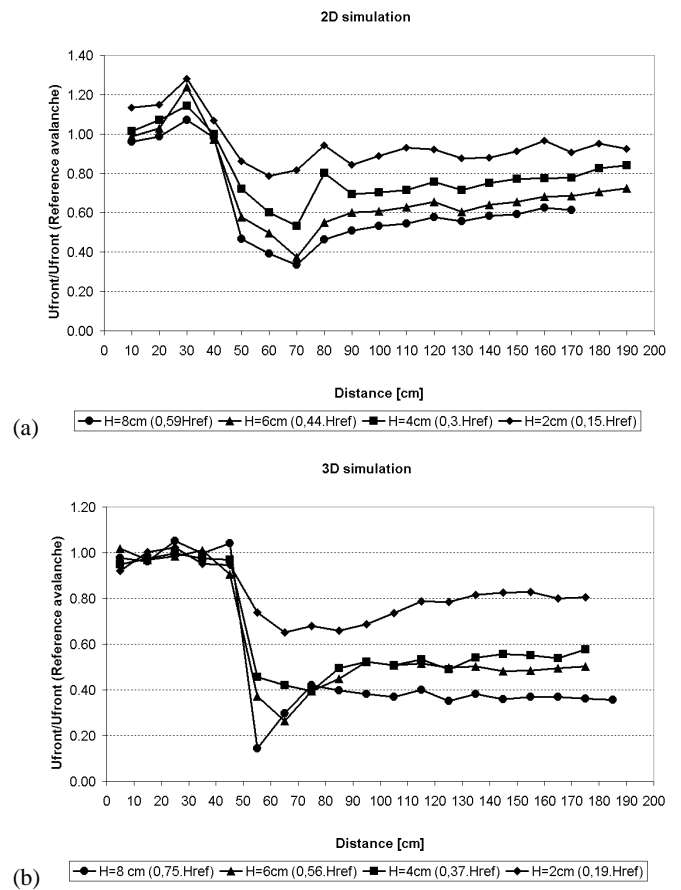 2D simulation
Ufront/Ufront (Reference avalanche)
1.40
1.20
1.00
0.80
0.60
0.40
0.20
0.00
0 10 20 30 40 50 60 70 80 90 100 110 120 130 140 150 160 170 180 190 200
Distance [cm]
(a)
H=8cm (0,59Href) H=6cm (0,44.Href) H=4cm (0,3.Href) H=2cm (0,15.Href)
3D simulation
Ufront/Ufront (Reference avalanche)
1.20
1.00
0.80
0.60
0.40
0.20
0.00
0 10 20 30 40 50 60 70 80 90 100 110 120 130 140 150 160 170 180 190 200
Distance [cm]
(b)
H=8 cm (0,75.Href) H=6cm (0,56.Href) H=4cm (0,37.Href) H=2cm (0,19.Href)